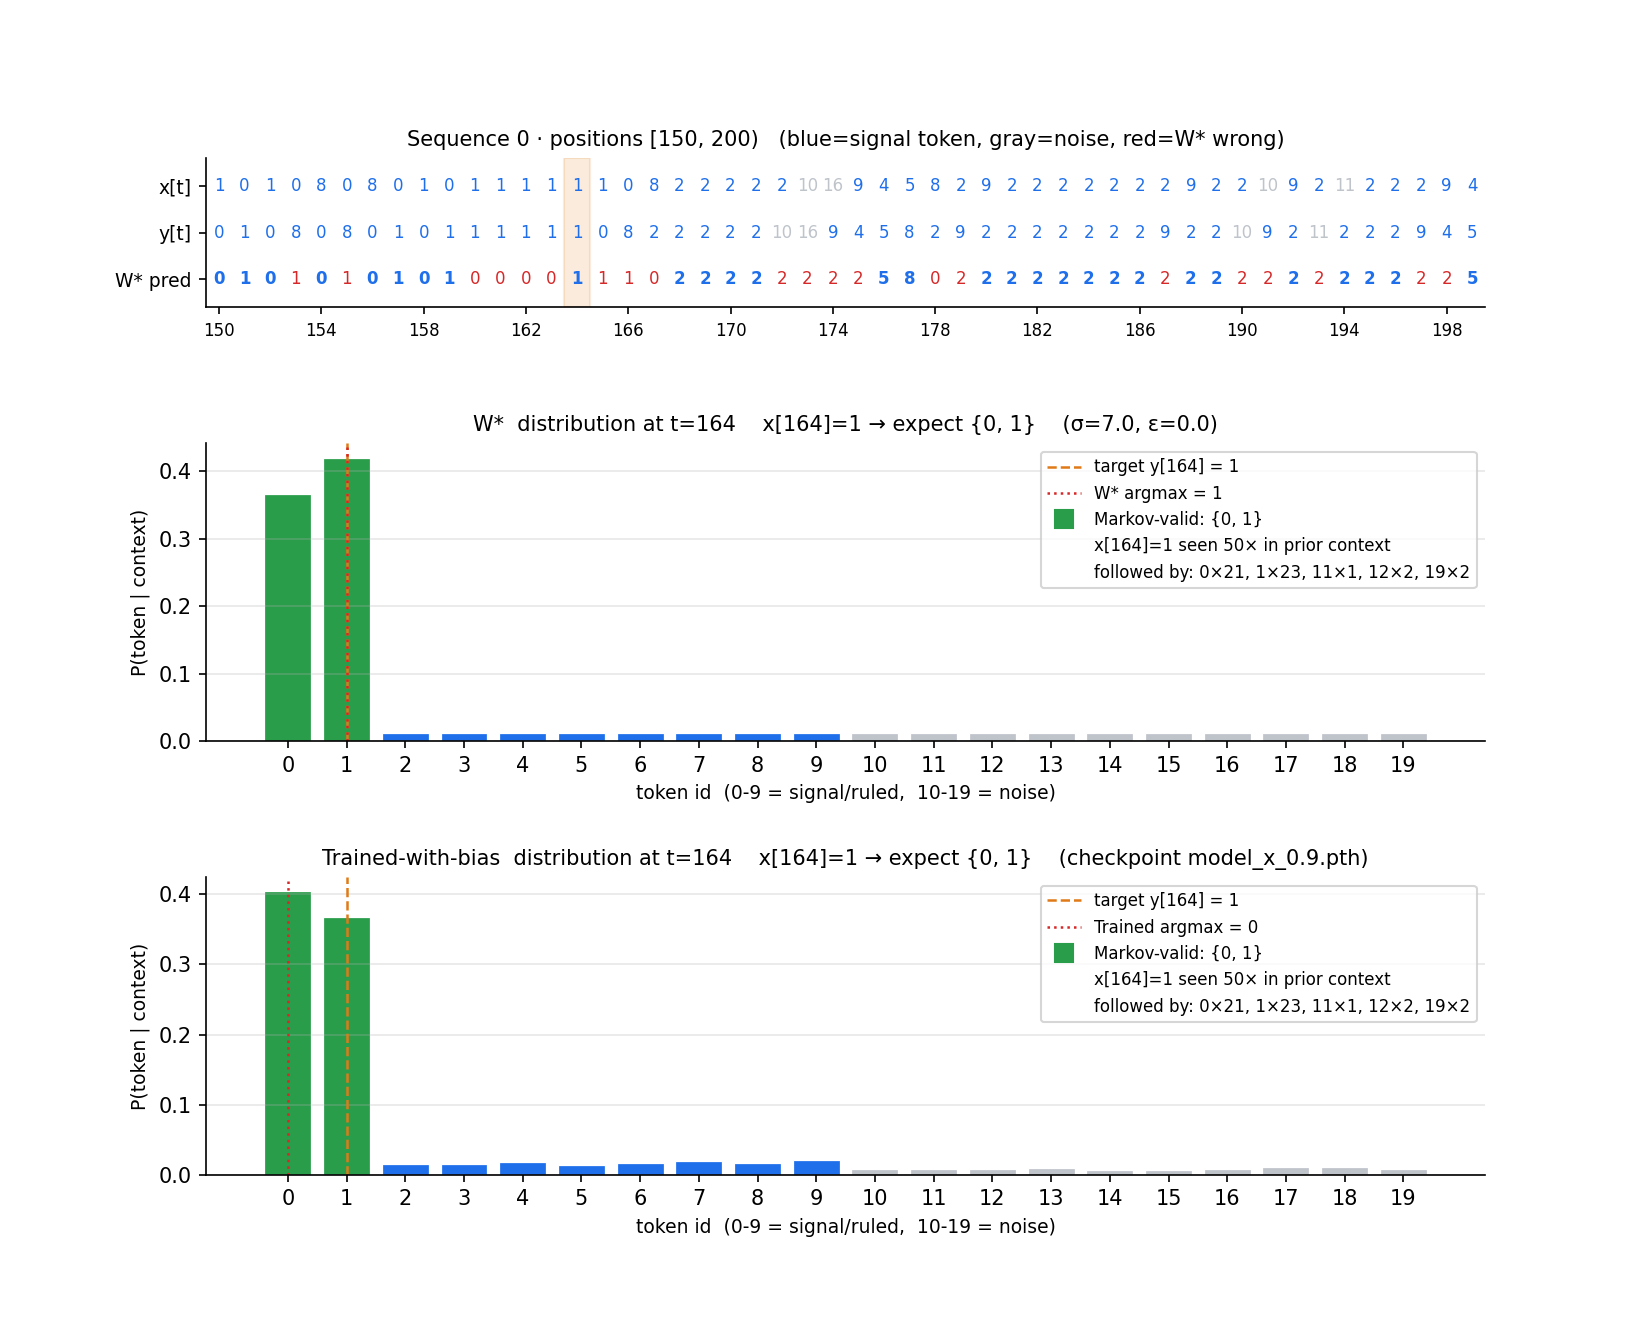 Sequence 0 · positions [150, 200)   (blue=signal token, gray=noise, red=W* wrong)
x[t] 1 0 1 0 8 0 8 0 1 0 1 1 1 1 1 1 0 8 2 2 2 2 2 10 16 9 4 5 8 2 9 2 2 2 2 2 2 2 9 2 2 10 9 2 11 2 2 2 9 4
y[t] 0 1 0 8 0 8 0 1 0 1 1 1 1 1 1 0 8 2 2 2 2 2 10 16 9 4 5 8 2 9 2 2 2 2 2 2 2 9 2 2 10 9 2 11 2 2 2 9 4 5
W* pred 0 1 0 1 0 1 0 1 0 1 0 0 0 0 1 1 1 0 2 2 2 2 2 2 2 2 5 8 0 2 2 2 2 2 2 2 2 2 2 2 2 2 2 2 2 2 2 2 2 5
150 154 158 162 166 170 174 178 182 186 190 194 198
W*  distribution at t=164    x[164]=1 → expect {0, 1}    (σ=7.0, ε=0.0)
P(token | context)
0.4
0.3
0.2
0.1
0.0
target y[164] = 1
W* argmax = 1
Markov-valid: {0, 1}
x[164]=1 seen 50× in prior context
followed by: 0×21, 1×23, 11×1, 12×2, 19×2
0 1 2 3 4 5 6 7 8 9 10 11 12 13 14 15 16 17 18 19
token id  (0-9 = signal/ruled,  10-19 = noise)
Trained-with-bias  distribution at t=164    x[164]=1 → expect {0, 1}    (checkpoint model_x_0.9.pth)
P(token | context)
0.4
0.3
0.2
0.1
0.0
target y[164] = 1
Trained argmax = 0
Markov-valid: {0, 1}
x[164]=1 seen 50× in prior context
followed by: 0×21, 1×23, 11×1, 12×2, 19×2
0 1 2 3 4 5 6 7 8 9 10 11 12 13 14 15 16 17 18 19
token id  (0-9 = signal/ruled,  10-19 = noise)